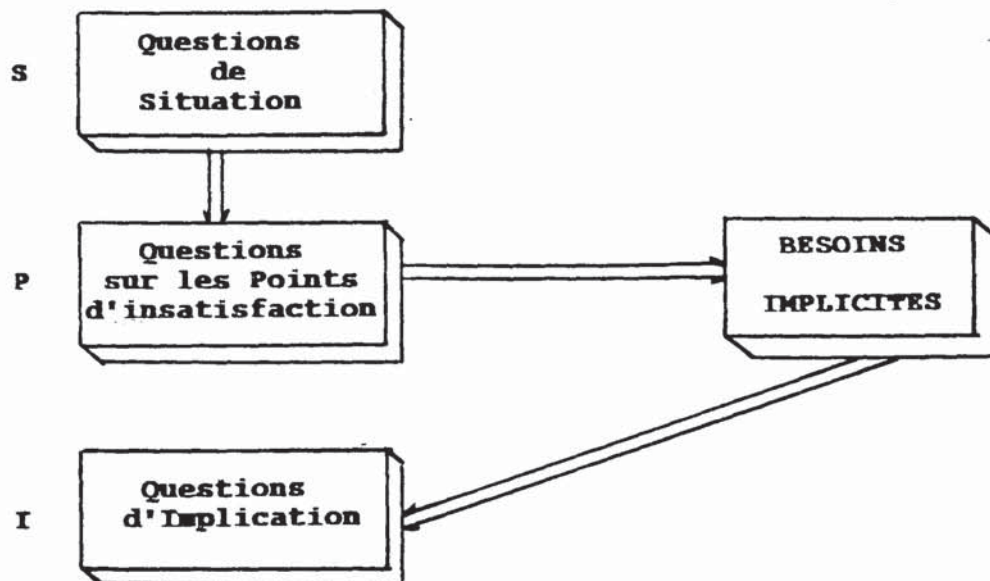 S
Questions
de
Situation
P
Questions
sur les Points
d'insatisfaction
BESOINS
IMPLICITES
I
Questions
d'Implication